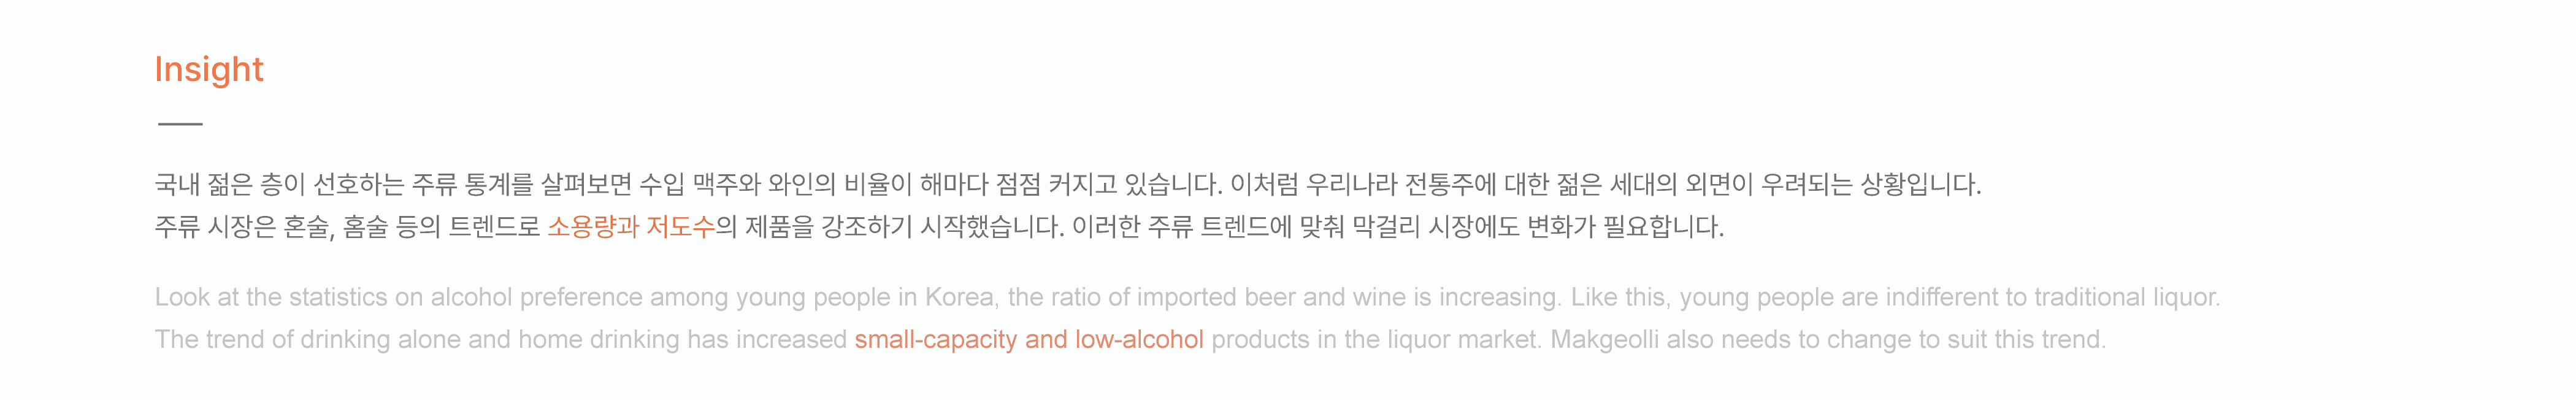 Insight
국내 젊은 층이 선호하는 주류 통계를 살펴보면 수입 맥주와 와인의 비율이 해마다 점점 커지고 있습니다. 이처럼 우리나라 전통주에 대한 젊은 세대의 외면이 우려되는 상황입니다.
주류 시장은 혼술, 홈술 등의 트렌드로 소용량과 저도수의 제품을 강조하기 시작했습니다. 이러한 주류 트렌드에 맞춰 막걸리 시장에도 변화가 필요합니다.
Look at the statistics on alcohol preference among young people in Korea, the ratio of imported beer and wine is increasing. Like this, young people are indifferent to traditional liquor.
The trend of drinking alone and home drinking has increased small-capacity and low-alcohol products in the liquor market. Makgeolli also needs to change to suit this trend.